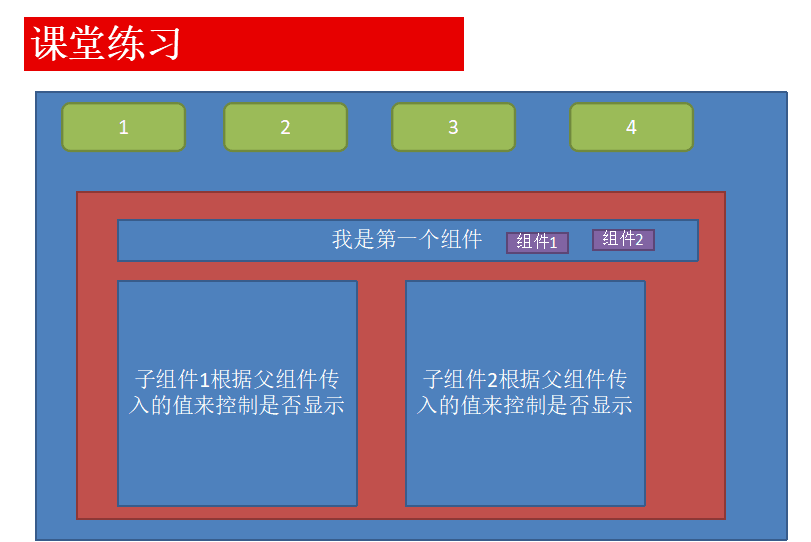 课堂练习
1
2
3
4
我是第一个组件
组件1
组件2
子组件1根据父组件传
入的值来控制是否显示
子组件2根据父组件传
入的值来控制是否显示